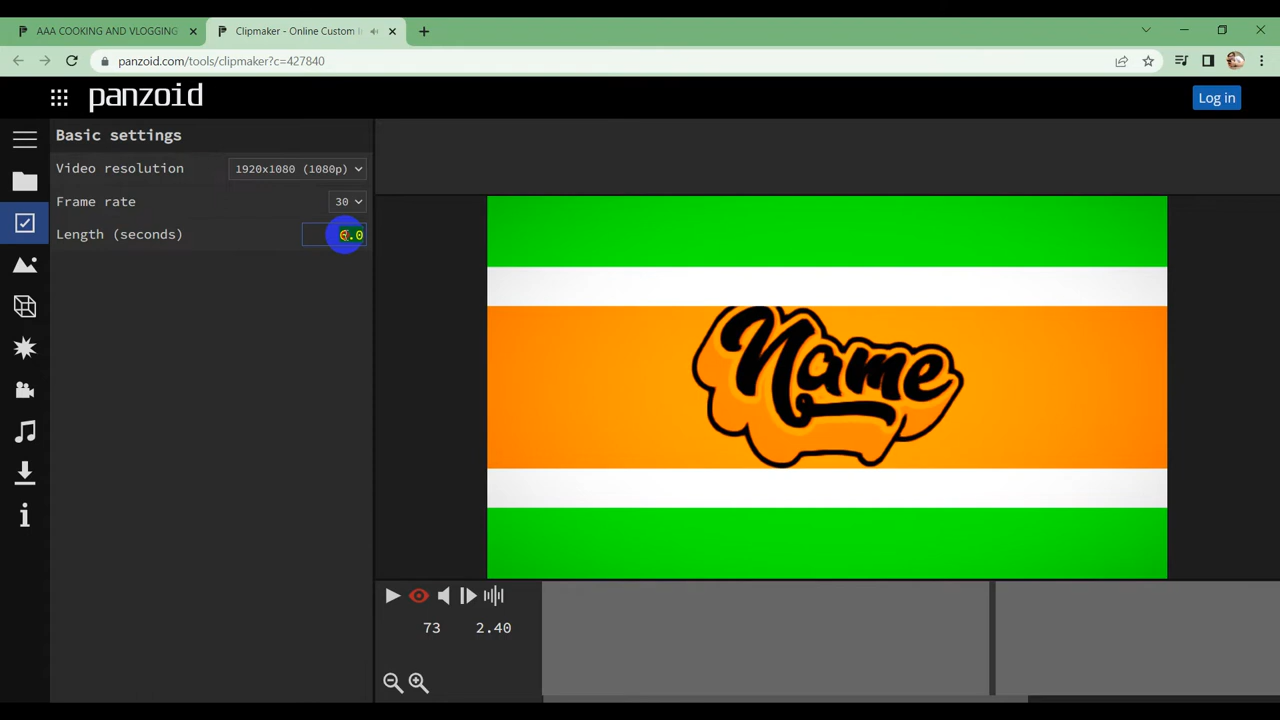 AAA COOKING AND VLOGGING
Clipmaker - Online Custom I
panzoid.com/tools/clipmaker?c=427840
panzoid
Log in
Basic settings
Video resolution
1920x1080 (1080p)
Frame rate
30
Length (seconds)
Name
73
2.40